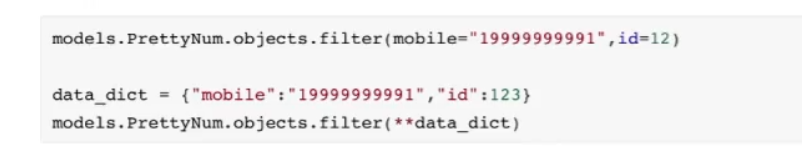 models.PrettyNum.objects.filter(mobile="19999999991",id=12)
data_dict = {"mobile":"19999999991","id":123}
models.PrettyNum.objects.filter(**data_dict)